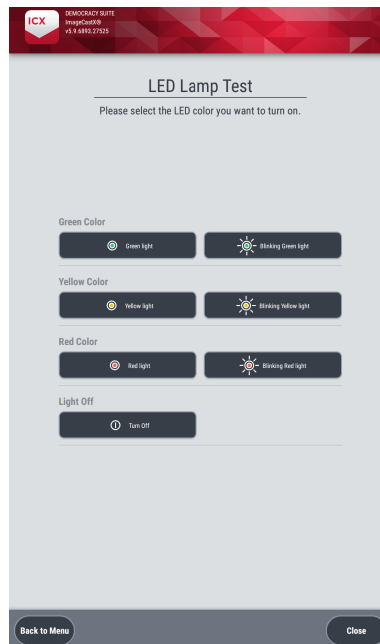 ICX
DEMOCRACY SUITE
ImageCastX®
v5.9.6893.27525
LED Lamp Test
Please select the LED color you want to turn on.
Green Color
Green light
Blinking Green light
Yellow Color
Yellow light
Blinking Yellow light
Red Color
Red light
Blinking Red light
Light Off
Turn Off
Back to Menu
Close